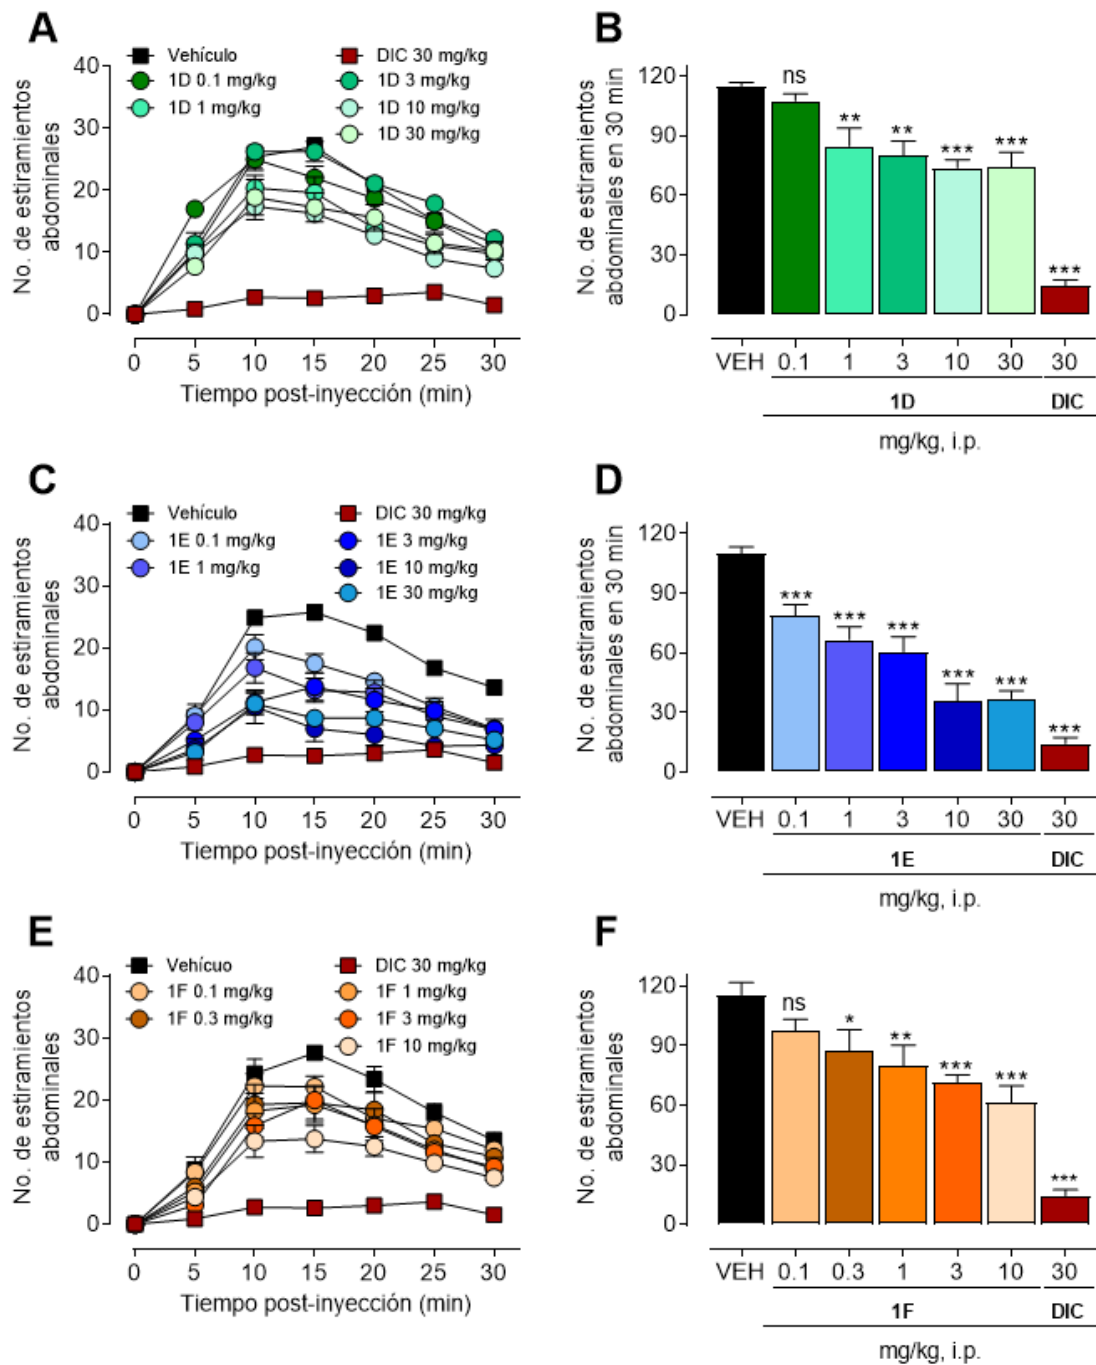 A
Vehículo
DIC 30 mg/kg
1D 0.1 mg/kg
1D 3 mg/kg
1D 1 mg/kg
1D 10 mg/kg
1D 30 mg/kg
No. de estiramientos
abdominales
40
30
20
10
0
0 5 10 15 20 25 30
Tiempo post-inyección (min)
B
No. de estiramientos
abdominales en 30 min
120
90
60
30
0
ns
**
**
***
***
***
VEH 0.1 1 3 10 30 30
1D DIC
mg/kg, i.p.
C
Vehículo
DIC 30 mg/kg
1E 0.1 mg/kg
1E 3 mg/kg
1E 1 mg/kg
1E 10 mg/kg
1E 30 mg/kg
No. de estiramientos
abdominales
40
30
20
10
0
0 5 10 15 20 25 30
Tiempo post-inyección (min)
D
No. de estiramientos
abdominales en 30 min
120
90
60
30
0
***
***
***
***
***
***
VEH 0.1 1 3 10 30 30
1E DIC
mg/kg, i.p.
E
Vehícuo
DIC 30 mg/kg
1F 0.1 mg/kg
1F 1 mg/kg
1F 0.3 mg/kg
1F 3 mg/kg
1F 10 mg/kg
No. de estiramientos
abdominales
40
30
20
10
0
0 5 10 15 20 25 30
Tiempo post-inyección (min)
F
No. de estiramientos
abdominales
120
90
60
30
0
ns
*
**
***
***
***
VEH 0.1 0.3 1 3 10 30
1F DIC
mg/kg, i.p.